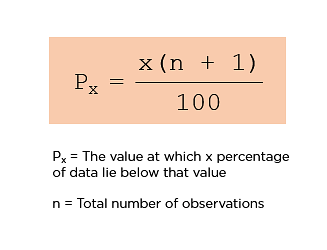 Pₓ = x (n + 1) / 100
Pₓ = The value at which x percentage
of data lie below that value
n = Total number of observations